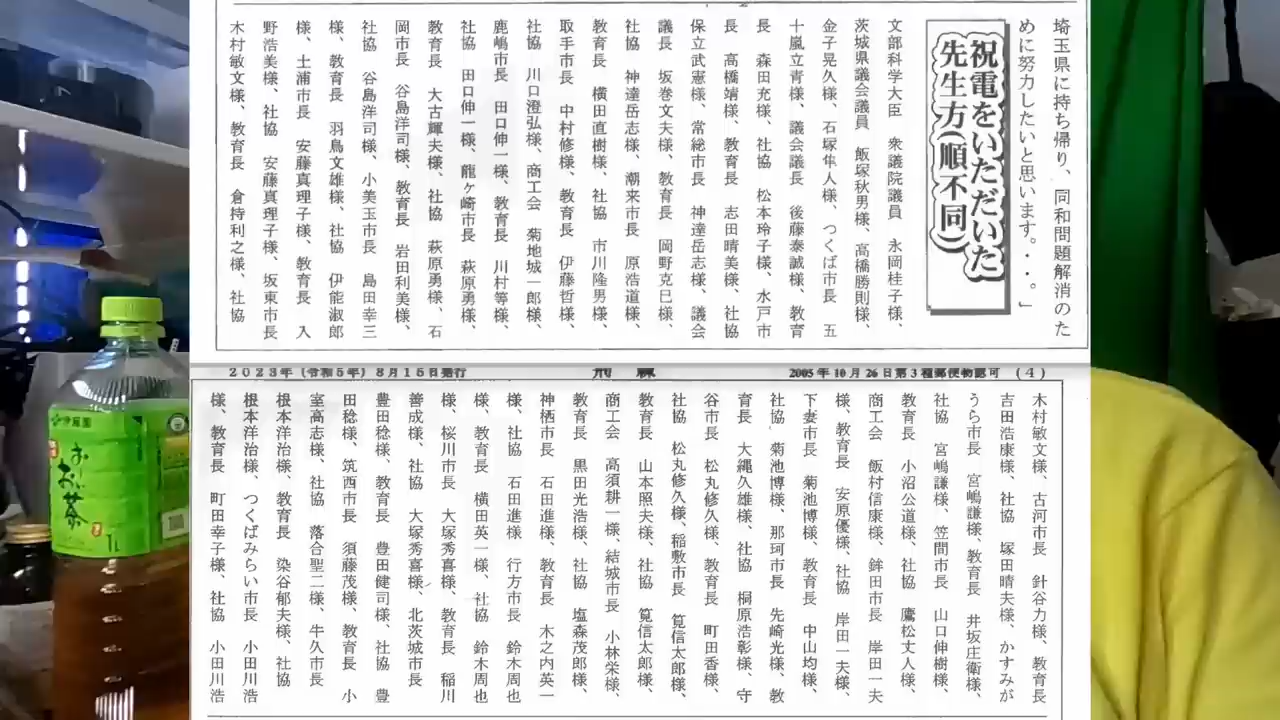 埼玉県に持ち帰り、同和問題解消のた
めに努力したいと思います。・・・。」
祝電をいただいた
先生方(順不同)
文部科学大臣 衆議院議員 永岡桂子様、
茨城県議会議員 飯塚秋男様、高橋勝則様、
金子晃久様、石塚隼人様、つくば市長 五
十嵐立青様、議会議長 後藤泰誠様、教育
長 森田充様、社協 松本玲子様、水戸市
長 高橋靖様、教育長 志田晴美様、社協
保立武憲様、常総市長 神達岳志様、議会
議長 坂巻文夫様、教育長 岡野克巳様、
社協 神達岳志様、潮来市長 原浩道様、
教育長 横田直樹様、社協 市川隆男様、
取手市長 中村修様、教育長 伊藤哲様、
社協 川口澄弘様、商工会 菊地城一郎様、
鹿嶋市長 田口伸一様、教育長 川村等様、
社協 田口伸一様、龍ヶ崎市長 萩原勇様、
教育長 大古輝夫様、社協 萩原勇様、石
岡市長 谷島洋司様、教育長 岩田利美様、
社協 谷島洋司様、小美玉市長 島田幸三
様、教育長 羽鳥文雄様、社協 伊能淑郎
様、土浦市長 安藤真理子様、教育長 入
野浩美様、社協 安藤真理子様、坂東市長
木村敏文様、教育長 倉持利之様、社協
2023年(令和5年)8月15日発行
2005年10月26日第3種郵便物認可 (4)
木村敏文様、古河市長 針谷力様、教育長
吉田浩康様、社協 塚田晴夫様、かすみが
うら市長 宮嶋謙様、教育長 井坂庄衛様、
社協 宮嶋謙様、笠間市長 山口伸樹様、
教育長 小沼公道様、社協 鷹松丈人様、
商工会 飯村信康様、鉾田市長 岸田一夫
様、教育長 安原優様、社協 岸田一夫様、
下妻市長 菊池博様、教育長 中山均様、
社協 菊池博様、那珂市長 先崎光様、教
育長 大縄久雄様、社協 桐原浩彰様、守
谷市長 松丸修久様、教育長 町田香様、
社協 松丸修久様、稲敷市長 筧信太郎様、
教育長 山本照夫様、社協 筧信太郎様、
商工会 高須耕一様、結城市長 小林栄様、
教育長 黒田光浩様、社協 塩森茂郎様、
神栖市長 石田進様、教育長 木之内英一
様、社協 石田進様、行方市長 鈴木周也
様、教育長 横田英一様、社協 鈴木周也
様、桜川市長 大塚秀喜様、教育長 稲川
善成様、社協 大塚秀喜様、北茨城市長
豊田稔様、教育長 豊田健司様、社協 豊
田稔様、筑西市長 須藤茂様、教育長 小
室高志様、社協 落合聖二様、牛久市長
根本洋治様、教育長 染谷郁夫様、社協
根本洋治様、つくばみらい市長 小田川浩
様、教育長 町田幸子様、社協 小田川浩
伊藤園
お〜いお茶
1L